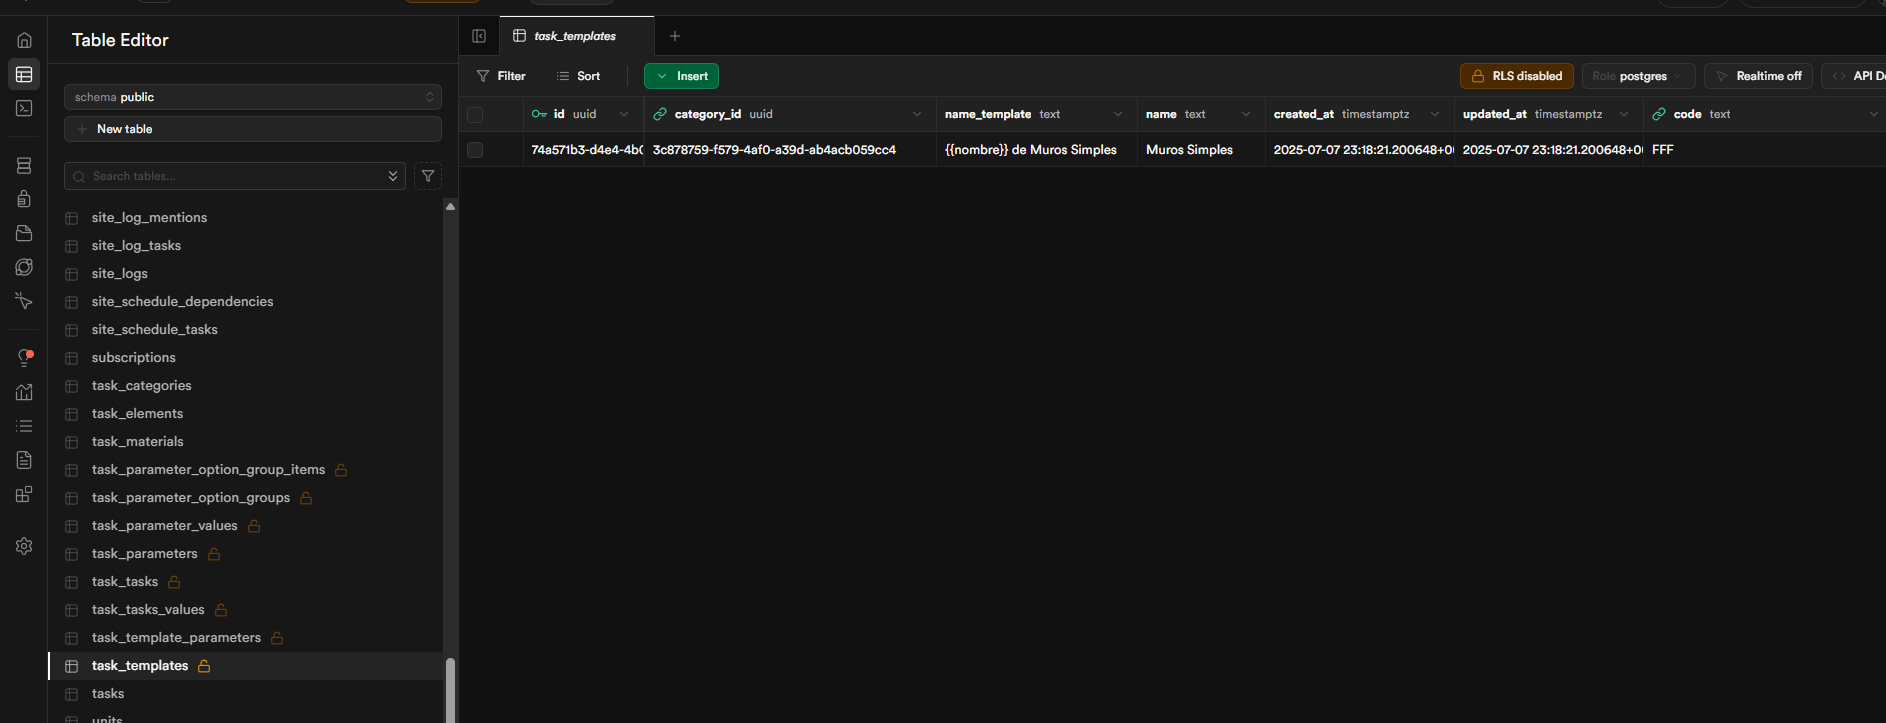 Table Editor
schema public
New table
Search tables...
site_log_mentions
site_log_tasks
site_logs
site_schedule_dependencies
site_schedule_tasks
subscriptions
task_categories
task_elements
task_materials
task_parameter_option_group_items
task_parameter_option_groups
task_parameter_values
task_parameters
task_tasks
task_tasks_values
task_template_parameters
task_templates
tasks
units
task_templates
Filter Sort Insert RLS disabled Role postgres Realtime off API D
id uuid category_id uuid name_template text name text created_at timestamptz updated_at timestamptz code text
74a571b3-d4e4-4b0 3c878759-f579-4af0-a39d-ab4acb059cc4 {{nombre}} de Muros Simples Muros Simples 2025-07-07 23:18:21.200648+0 2025-07-07 23:18:21.200648+0 FFF